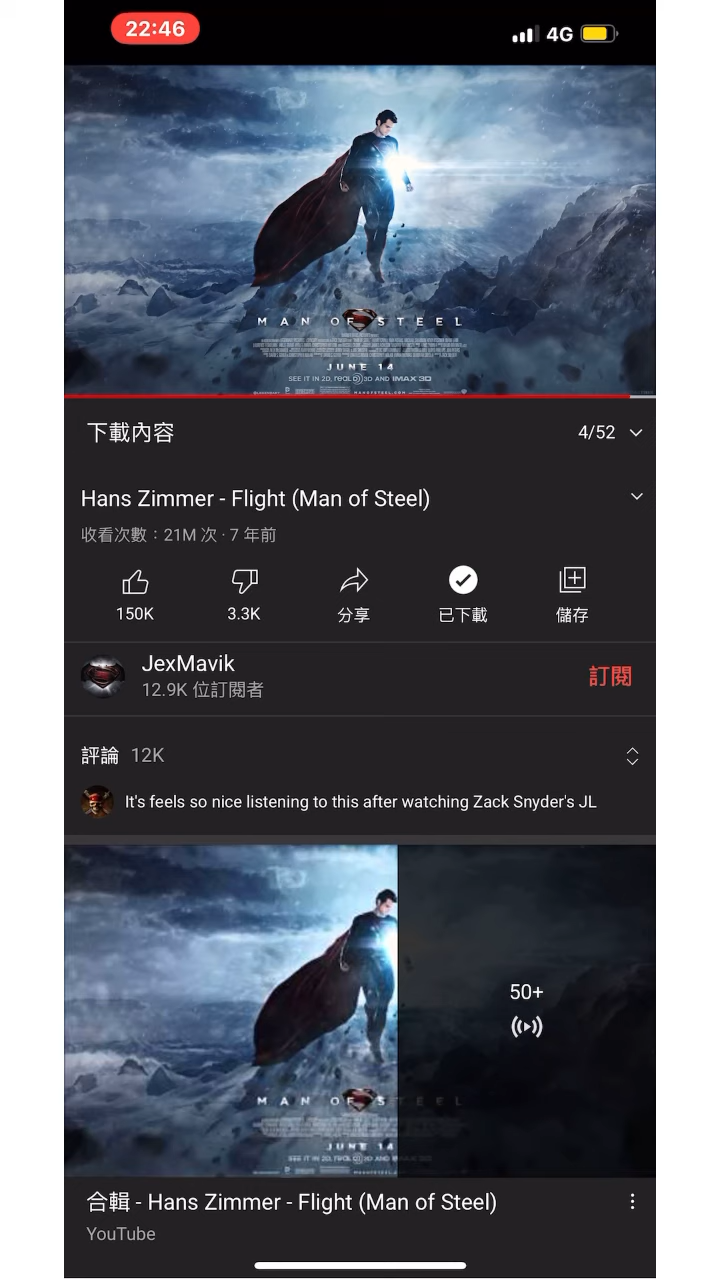 22:46
4G
MAN OF STEEL
JUNE 14
SEE IT IN 2D, REAL D 3D AND IMAX 3D
下載內容 4/52
Hans Zimmer - Flight (Man of Steel)
收看次數：21M 次 · 7 年前
150K 3.3K 分享 已下載 儲存
JexMavik
12.9K 位訂閱者
訂閱
評論 12K
It's feels so nice listening to this after watching Zack Snyder's JL
50+
MAN OF STEEL
JUNE 14
合輯 - Hans Zimmer - Flight (Man of Steel)
YouTube